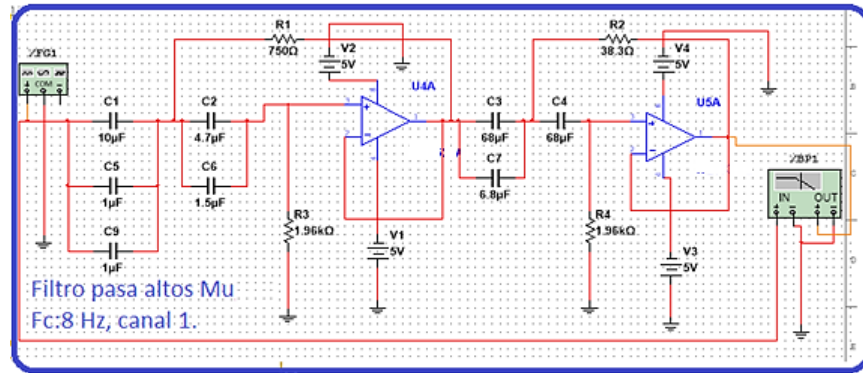 R1
750Ω
V2
5V
R2
38.3Ω
V4
5V
XFG1
COM
U4A
U5A
C1
10µF
C2
4.7µF
C3
68µF
C4
68µF
XBP1
IN
OUT
C5
1µF
C6
1.5µF
C7
6.8µF
R3
1.96kΩ
R4
1.96kΩ
C9
1µF
V1
5V
V3
5V
Filtro pasa altos Mu
Fc:8 Hz, canal 1.